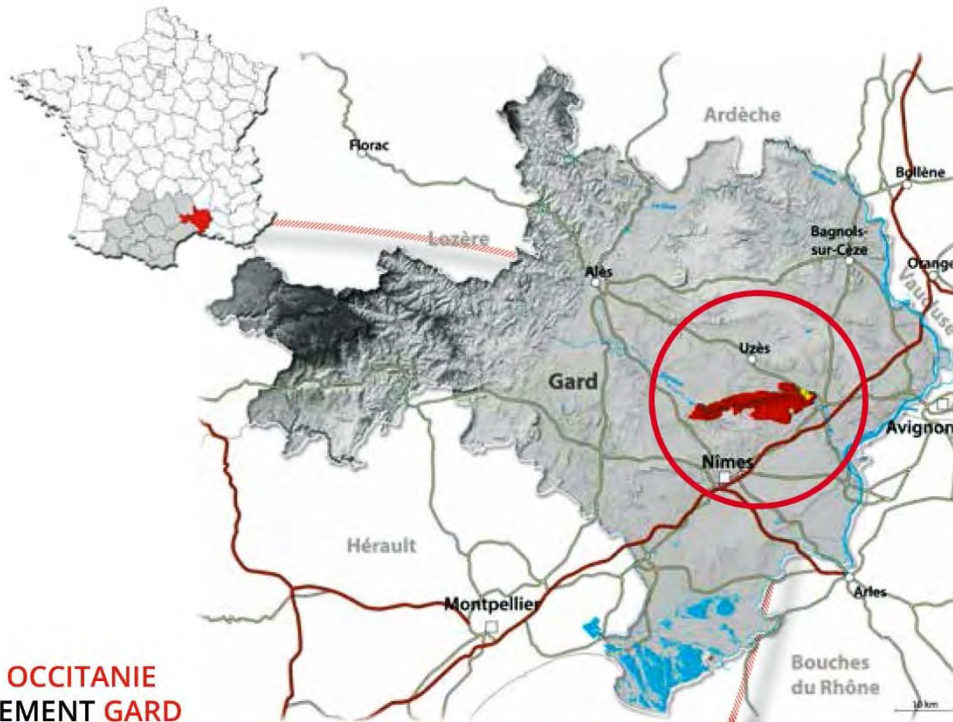 Ardèche
Florac
Bollène
Bagnols-
sur-Cèze
Lozère
Orange
Alès
Vaucluse
Uzès
Gard
Avignon
Nîmes
Hérault
Arles
Montpellier
Bouches
du Rhône
10 km
OCCITANIE
EMENT GARD